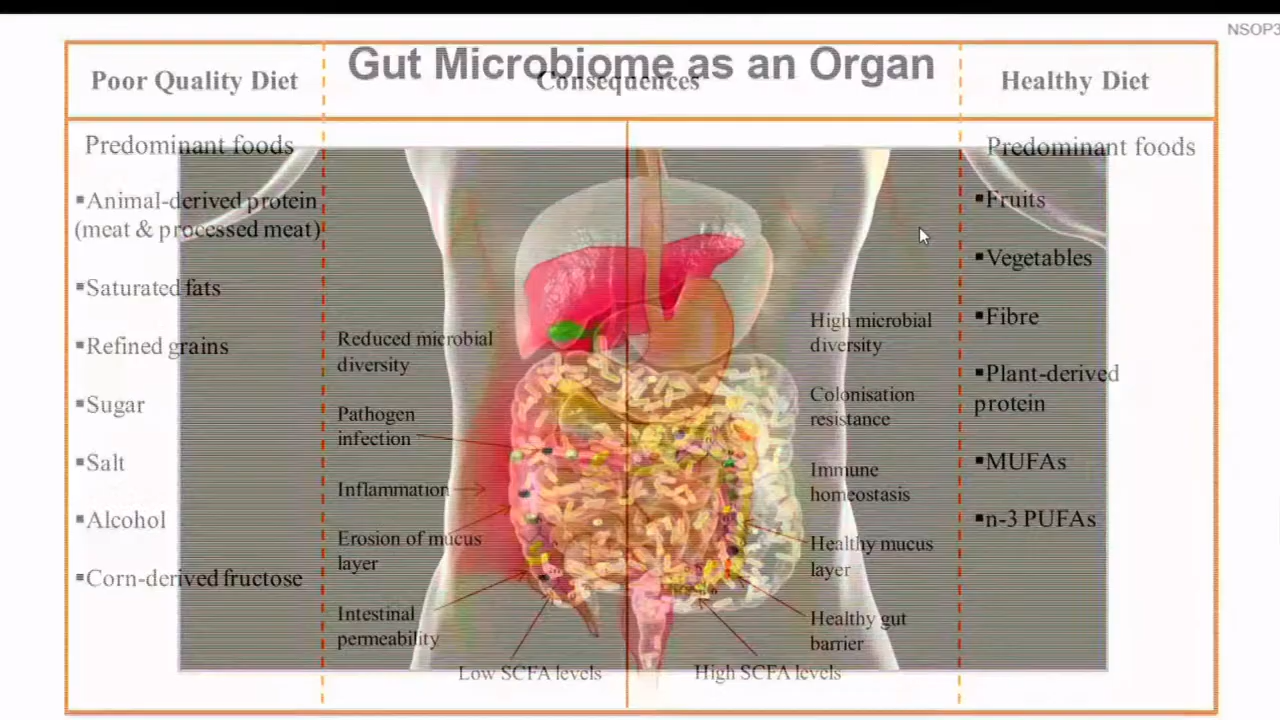 NSOP3
Gut Microbiome as an Organ
Poor Quality Diet
Consequences
Healthy Diet
Predominant foods
▪Animal-derived protein
(meat & processed meat)
▪Saturated fats
▪Refined grains
▪Sugar
▪Salt
▪Alcohol
▪Corn-derived fructose
Reduced microbial
diversity
Pathogen
infection
Inflammation
Erosion of mucus
layer
Intestinal
permeability
Low SCFA levels
High microbial
diversity
Colonisation
resistance
Immune
homeostasis
Healthy mucus
layer
Healthy gut
barrier
High SCFA levels
Predominant foods
▪Fruits
▪Vegetables
▪Fibre
▪Plant-derived
protein
▪MUFAs
▪n-3 PUFAs